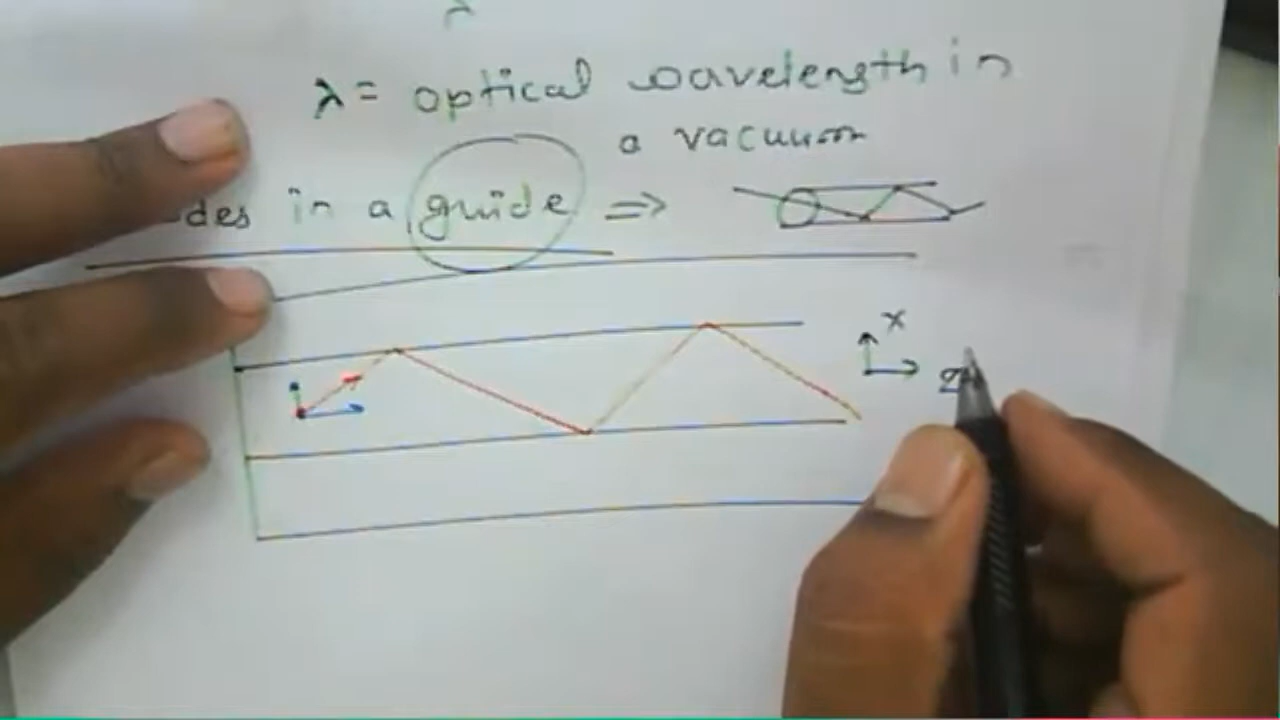 λ = optical wavelength in
a vacuum
des in a guide ⇒
x
z